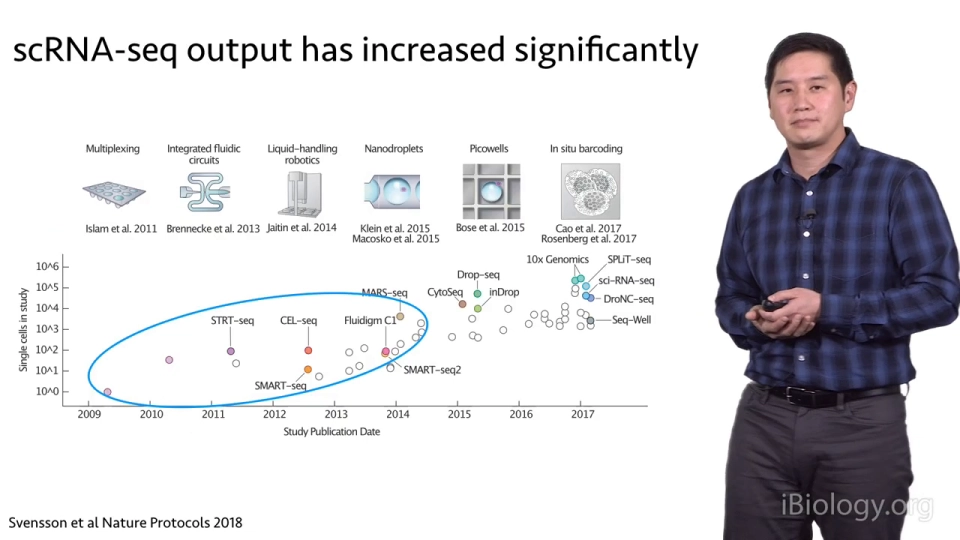 scRNA-seq output has increased significantly
Multiplexing
Integrated fluidic
circuits
Liquid-handling
robotics
Nanodroplets
Picowells
In situ barcoding
Islam et al. 2011
Brennecke et al. 2013
Jaitin et al. 2014
Klein et al. 2015
Macosko et al. 2015
Bose et al. 2015
Cao et al. 2017
Rosenberg et al. 2017
Single cells in study
10^6
10^5
10^4
10^3
10^2
10^1
10^0
10x Genomics
SPLiT-seq
Drop-seq
sci-RNA-seq
MARS-seq
CytoSeq
inDrop
DroNC-seq
STRT-seq
CEL-seq
Fluidigm C1
Seq-Well
SMART-seq2
SMART-seq
2009
2010
2011
2012
2013
2014
2015
2016
2017
Study Publication Date
iBiology.org
Svensson et al Nature Protocols 2018